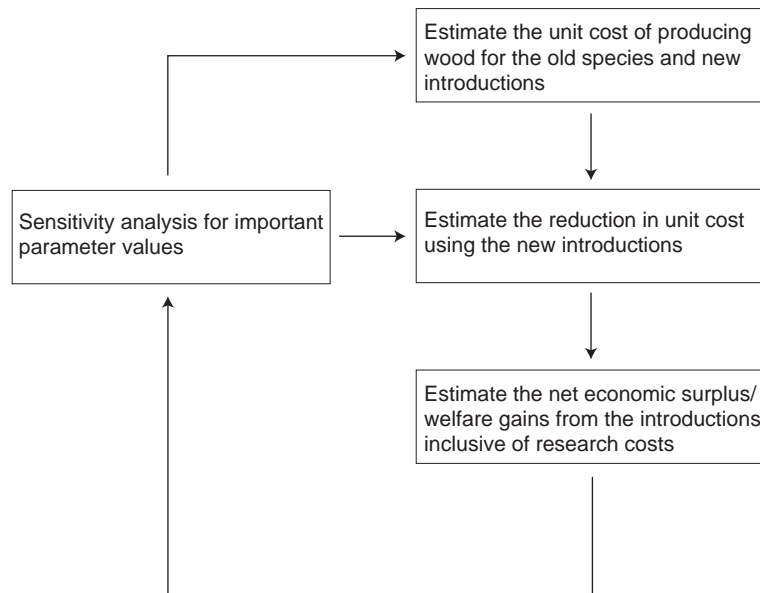 Estimate the unit cost of producing
wood for the old species and new
introductions
Sensitivity analysis for important
parameter values
Estimate the reduction in unit cost
using the new introductions
Estimate the net economic surplus/
welfare gains from the introductions
inclusive of research costs